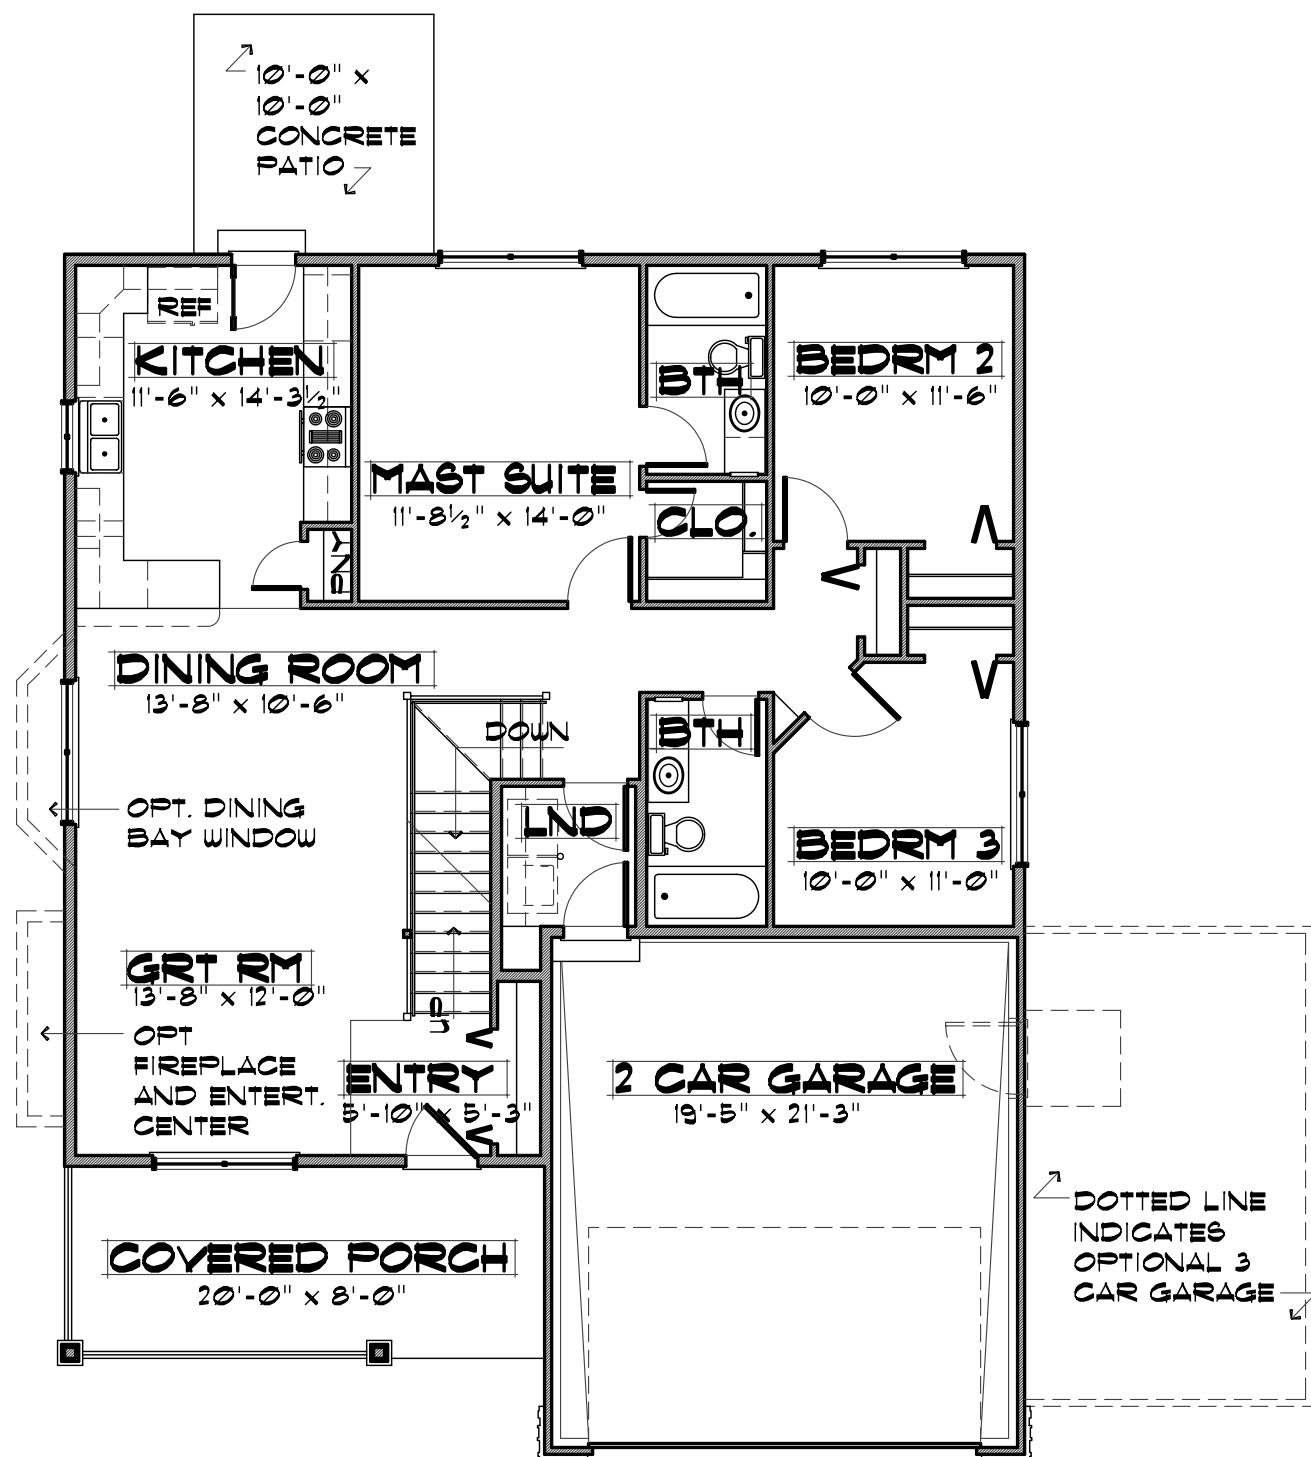 10'-0" x
10'-0"
CONCRETE
PATIO
REF
KITCHEN
11'-6" x 14'-3½"
BTH
BEDRM 2
10'-0" x 11'-6"
MAST SUITE
11'-8½" x 14'-0"
CLO.
PNY
DINING ROOM
13'-8" x 10'-6"
DOWN
BTH
OPT. DINING
BAY WINDOW
LND
BEDRM 3
10'-0" x 11'-0"
GRT RM
13'-8" x 12'-0"
UP
OPT
FIREPLACE
AND ENTERT.
CENTER
ENTRY
5'-10" x 5'-3"
2 CAR GARAGE
19'-5" x 21'-3"
DOTTED LINE
INDICATES
OPTIONAL 3
CAR GARAGE
COVERED PORCH
20'-0" x 8'-0"